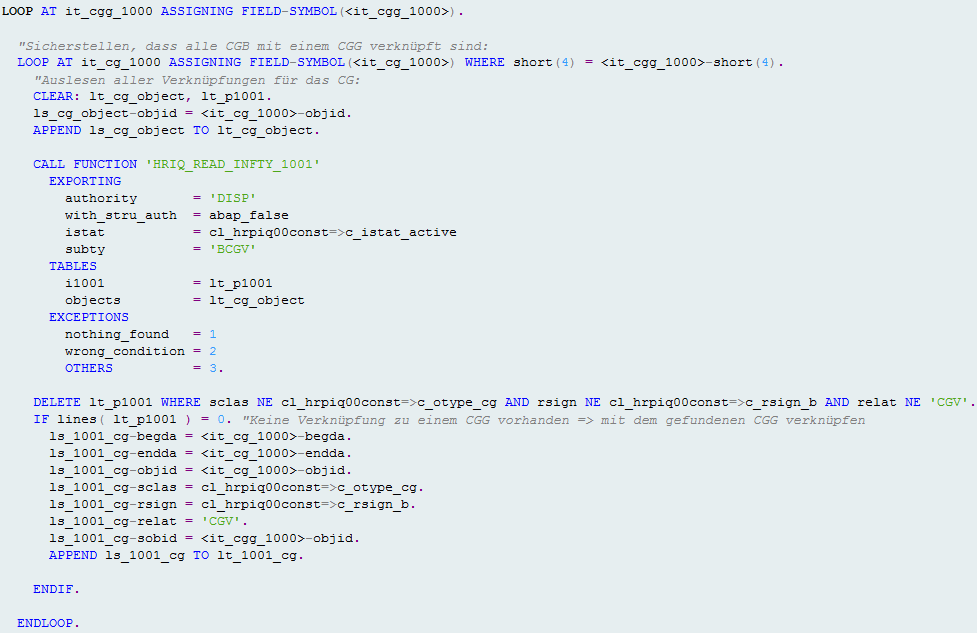 LOOP AT it_cgg_1000 ASSIGNING FIELD-SYMBOL(<it_cgg_1000>).
"Sicherstellen, dass alle CGB mit einem CGG verknüpft sind:
LOOP AT it_cg_1000 ASSIGNING FIELD-SYMBOL(<it_cg_1000>) WHERE short(4) = <it_cgg_1000>-short(4).
"Auslesen aller Verknüpfungen für das CG:
CLEAR: lt_cg_object, lt_p1001.
ls_cg_object-objid = <it_cg_1000>-objid.
APPEND ls_cg_object TO lt_cg_object.
CALL FUNCTION 'HRIQ_READ_INFTY_1001'
EXPORTING
authority = 'DISP'
with_stru_auth = abap_false
istat = cl_hrpiq00const=>c_istat_active
subty = 'BCGV'
TABLES
i1001 = lt_p1001
objects = lt_cg_object
EXCEPTIONS
nothing_found = 1
wrong_condition = 2
OTHERS = 3.
DELETE lt_p1001 WHERE sclas NE cl_hrpiq00const=>c_otype_cg AND rsign NE cl_hrpiq00const=>c_rsign_b AND relat NE 'CGV'.
IF lines( lt_p1001 ) = 0. "Keine Verknüpfung zu einem CGG vorhanden => mit dem gefundenen CGG verknüpfen
ls_1001_cg-begda = <it_cg_1000>-begda.
ls_1001_cg-endda = <it_cg_1000>-endda.
ls_1001_cg-objid = <it_cg_1000>-objid.
ls_1001_cg-sclas = cl_hrpiq00const=>c_otype_cg.
ls_1001_cg-rsign = cl_hrpiq00const=>c_rsign_b.
ls_1001_cg-relat = 'CGV'.
ls_1001_cg-sobid = <it_cgg_1000>-objid.
APPEND ls_1001_cg TO lt_1001_cg.
ENDIF.
ENDLOOP.